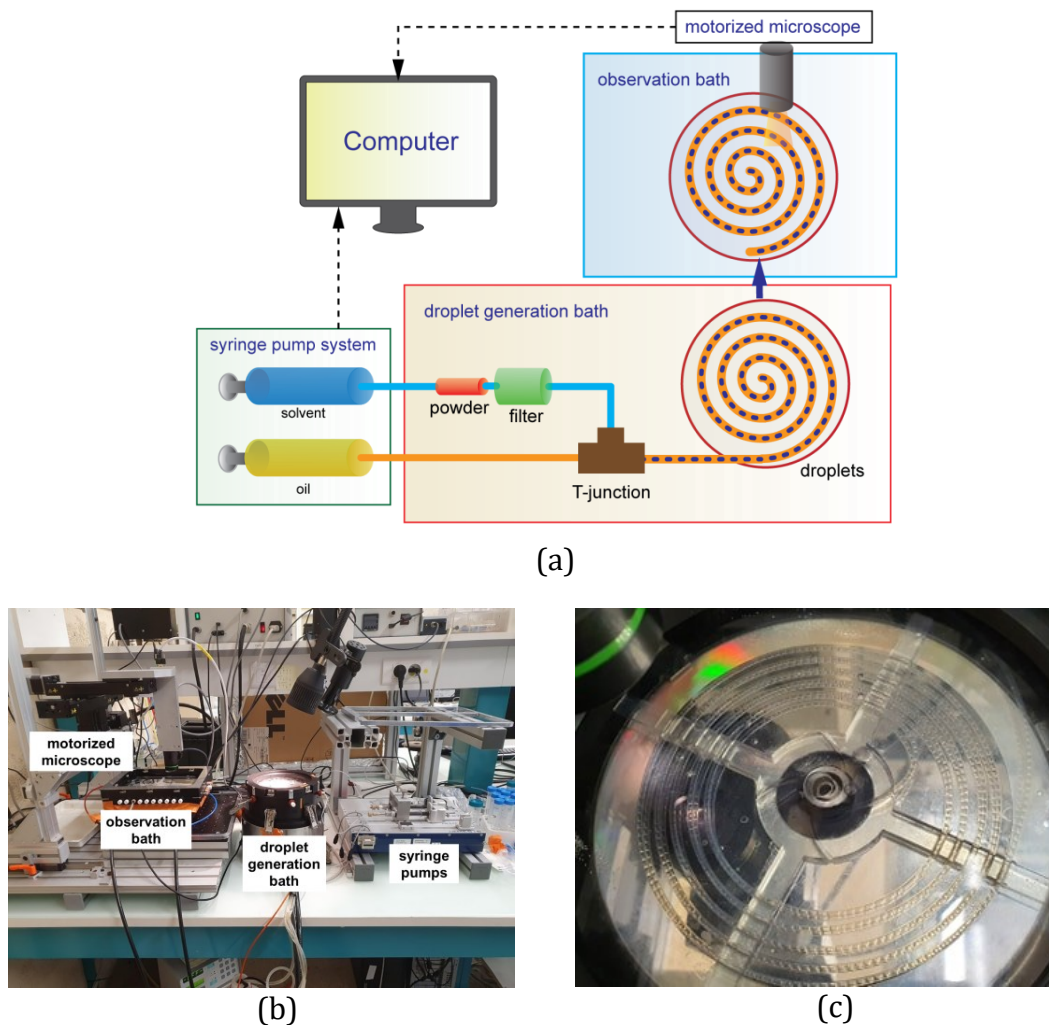 motorized microscope
observation bath
Computer
droplet generation bath
syringe pump system
solvent
powder
filter
oil
T-junction
droplets
(a)
motorized
microscope
observation
bath
droplet
generation
bath
syringe
pumps
(b)
(c)